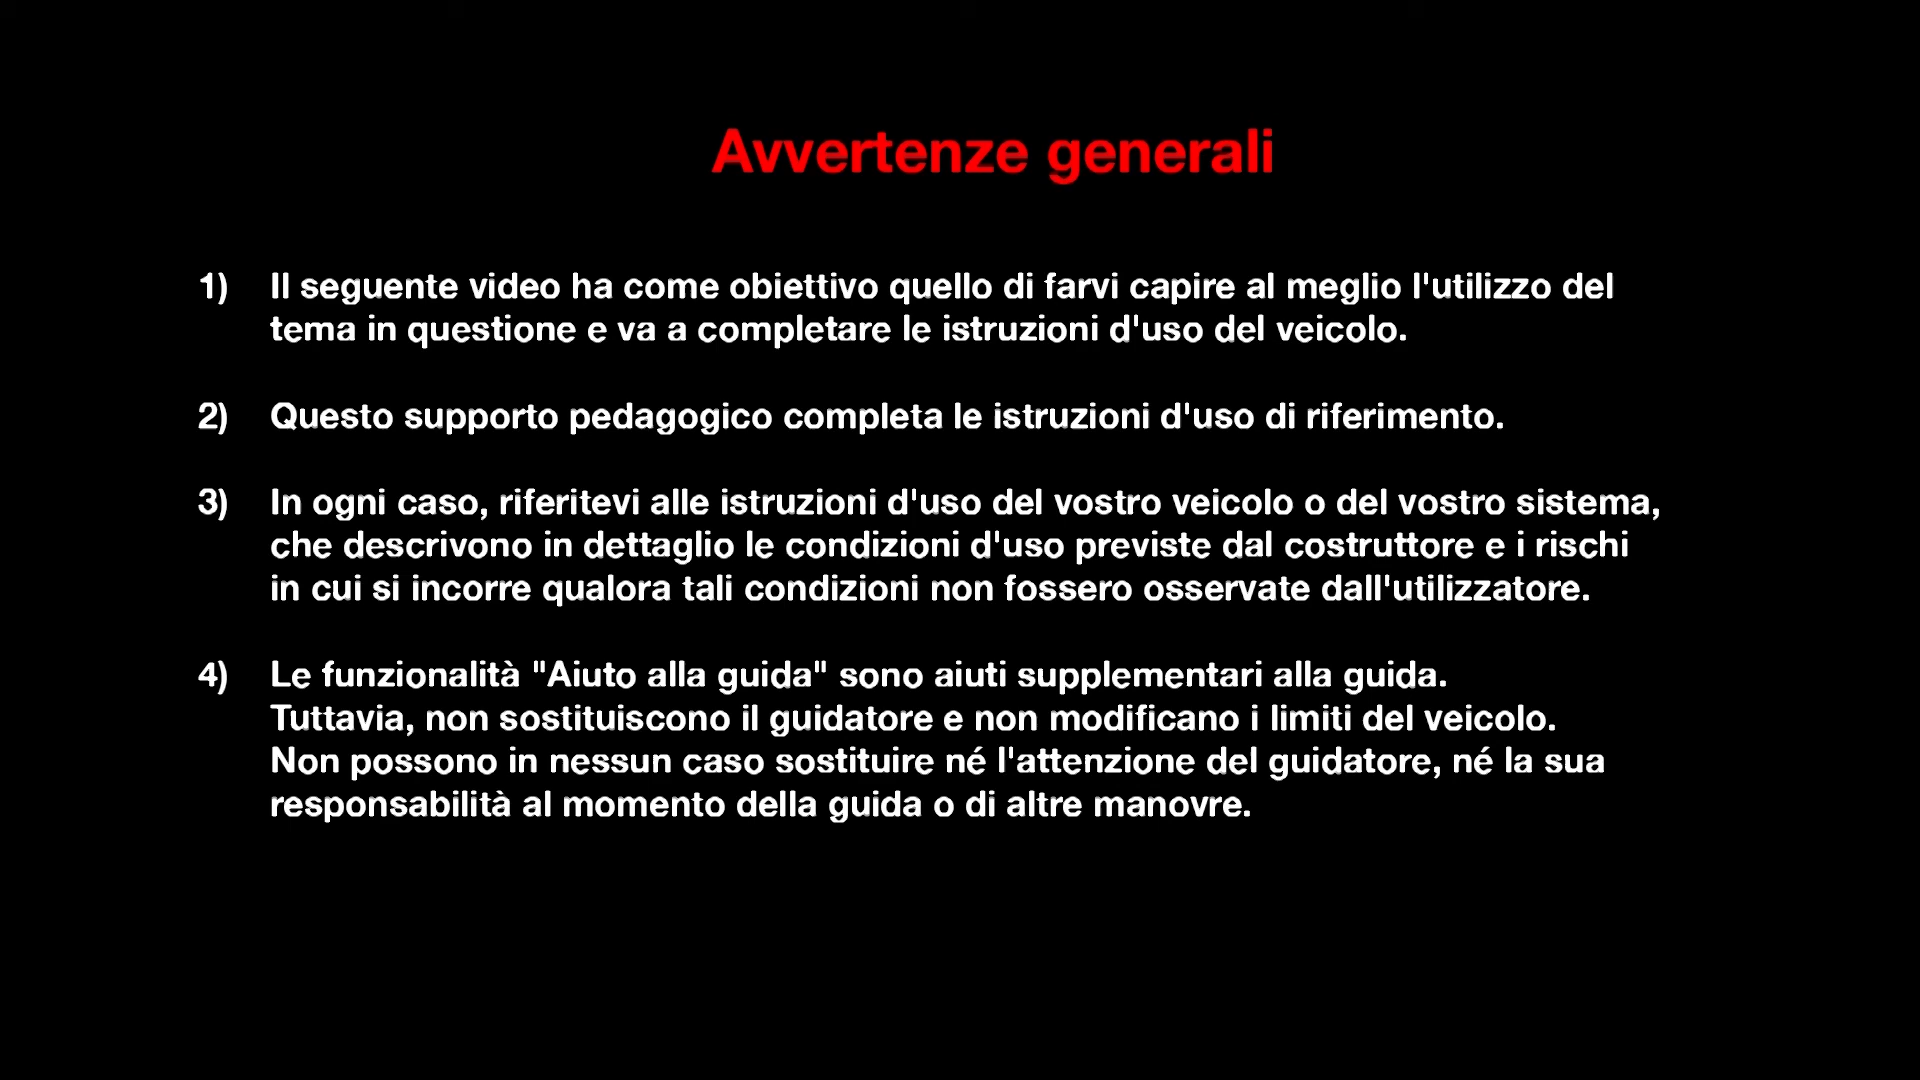 Avvertenze generali
1) Il seguente video ha come obiettivo quello di farvi capire al meglio l'utilizzo del
tema in questione e va a completare le istruzioni d'uso del veicolo.
2) Questo supporto pedagogico completa le istruzioni d'uso di riferimento.
3) In ogni caso, riferitevi alle istruzioni d'uso del vostro veicolo o del vostro sistema,
che descrivono in dettaglio le condizioni d'uso previste dal costruttore e i rischi
in cui si incorre qualora tali condizioni non fossero osservate dall'utilizzatore.
4) Le funzionalità "Aiuto alla guida" sono aiuti supplementari alla guida.
Tuttavia, non sostituiscono il guidatore e non modificano i limiti del veicolo.
Non possono in nessun caso sostituire né l'attenzione del guidatore, né la sua
responsabilità al momento della guida o di altre manovre.